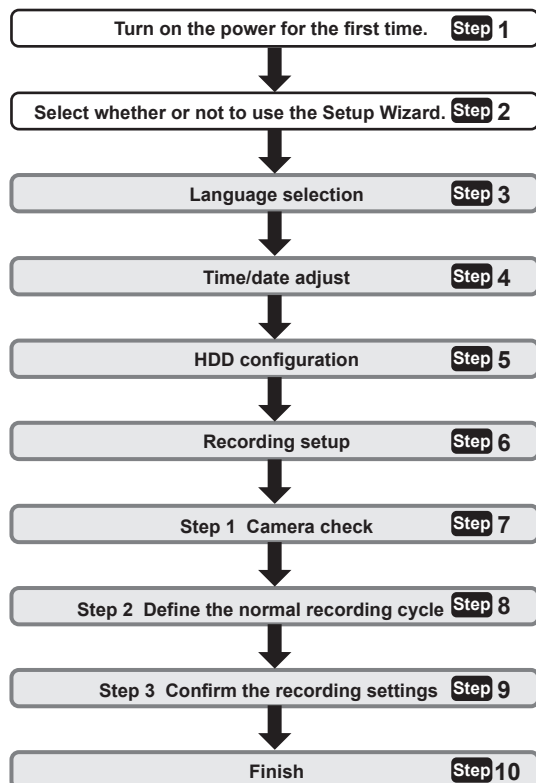 Turn on the power for the first time. Step 1
Select whether or not to use the Setup Wizard. Step 2
Language selection Step 3
Time/date adjust Step 4
HDD configuration Step 5
Recording setup Step 6
Step 1 Camera check Step 7
Step 2 Define the normal recording cycle Step 8
Step 3 Confirm the recording settings Step 9
Finish Step 10